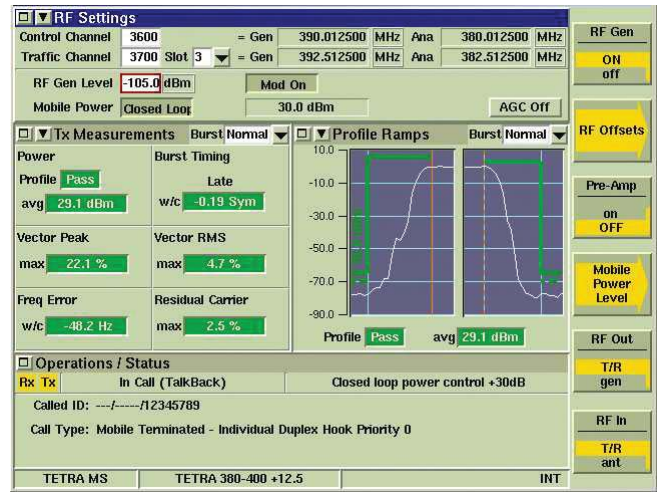 RF Settings
Control Channel 3600 = Gen 390.012500 MHz Ana 380.012500 MHz
Traffic Channel 3700 Slot 3 = Gen 392.512500 MHz Ana 382.512500 MHz
RF Gen Level -105.0 dBm Mod On
Mobile Power Closed Loop 30.0 dBm AGC Off
Tx Measurements Burst Normal
Power Burst Timing
Profile Pass Late
avg 29.1 dBm w/c -0.19 Sym
Vector Peak Vector RMS
max 22.1 % max 4.7 %
Freq Error Residual Carrier
w/c -48.2 Hz max 2.5 %
Profile Ramps Burst Normal
10.0
-10.0
-30.0
-50.0
-70.0
-90.0
Profile Pass avg 29.1 dBm
Operations / Status
Rx Tx In Call (TalkBack) Closed loop power control +30dB
Called ID: ---/-----/12345789
Call Type: Mobile Terminated - Individual Duplex Hook Priority 0
TETRA MS TETRA 380-400 +12.5 INT
RF Gen
ON
off
RF Offsets
Pre-Amp
on
OFF
Mobile
Power
Level
RF Out
T/R
gen
RF In
T/R
ant